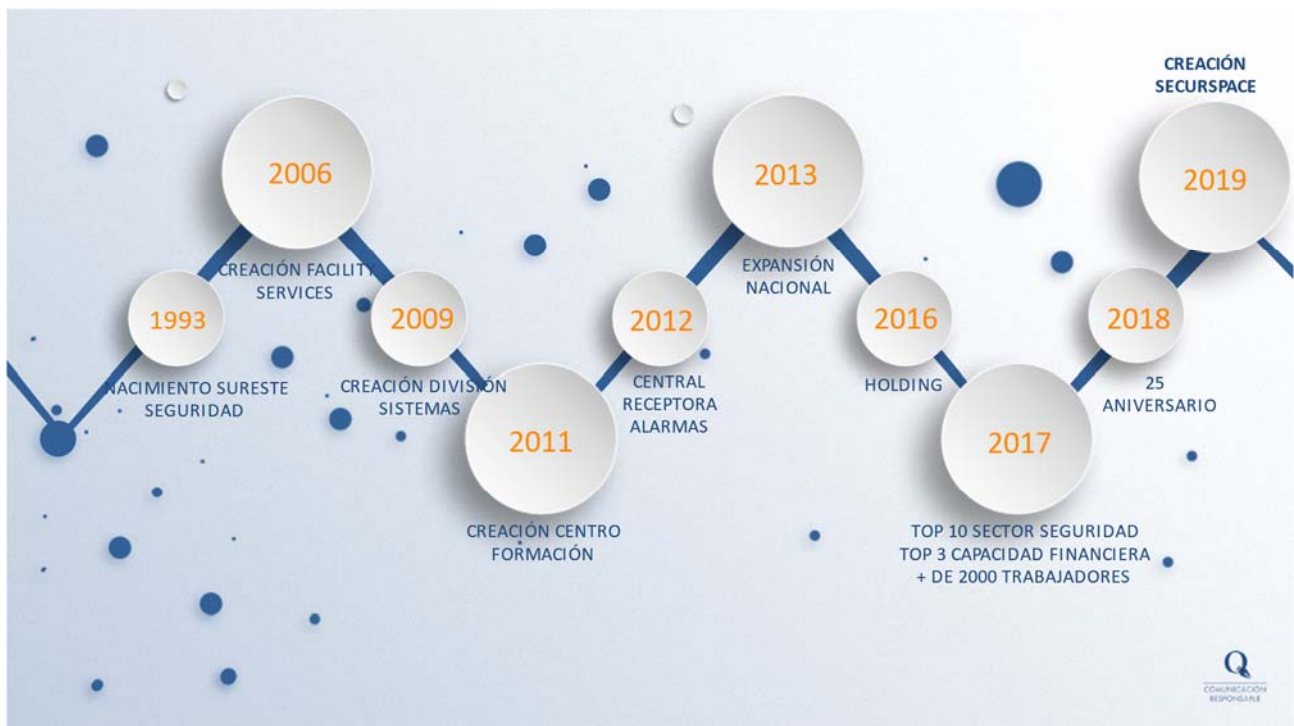 1993
NACIMIENTO SURESTE
SEGURIDAD
2006
CREACIÓN FACILITY
SERVICES
2009
CREACIÓN DIVISIÓN
SISTEMAS
2011
CREACIÓN CENTRO
FORMACIÓN
2012
CENTRAL
RECEPTORA
ALARMAS
2013
EXPANSIÓN
NACIONAL
2016
HOLDING
2017
TOP 10 SECTOR SEGURIDAD
TOP 3 CAPACIDAD FINANCIERA
+ DE 2000 TRABAJADORES
2018
25
ANIVERSARIO
CREACIÓN
SECURSPACE
2019
Q
COMUNICACIÓN
RESPONSABLE